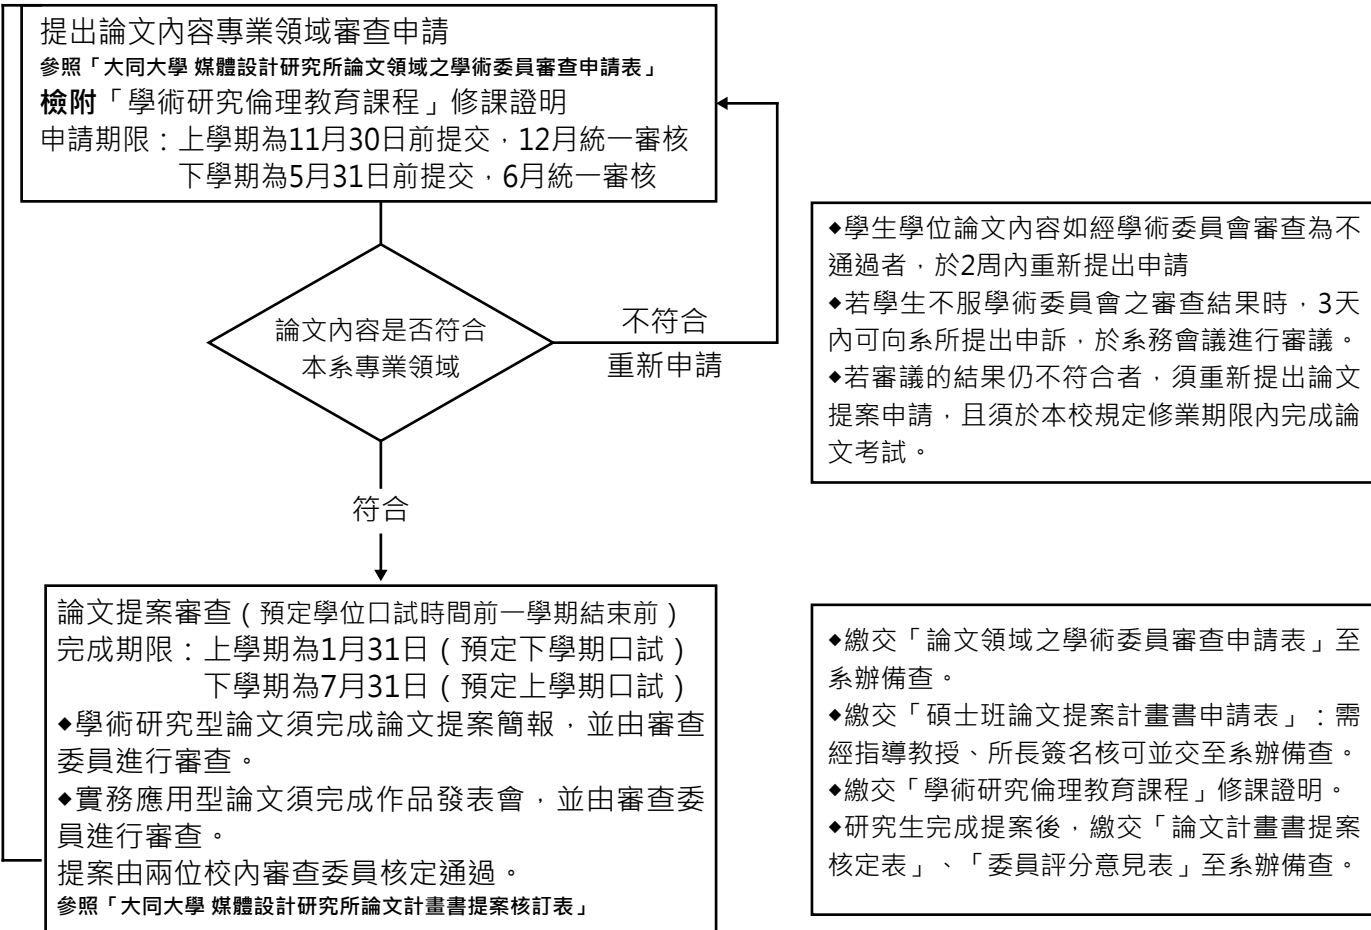 提出論文內容專業領域審查申請
參照「大同大學 媒體設計研究所論文領域之學術委員審查申請表」
檢附「學術研究倫理教育課程」修課證明
申請期限：上學期為11月30日前提交，12月統一審核
下學期為5月31日前提交，6月統一審核
論文內容是否符合
本系專業領域
不符合
重新申請
符合
◆學生學位論文內容如經學術委員會審查為不
通過者，於2周內重新提出申請
◆若學生不服學術委員會之審查結果時，3天
內可向系所提出申訴，於系務會議進行審議。
◆若審議的結果仍不符合者，須重新提出論文
提案申請，且須於本校規定修業期限內完成論
文考試。
論文提案審查（預定學位口試時間前一學期結束前）
完成期限：上學期為1月31日（預定下學期口試）
下學期為7月31日（預定上學期口試）
◆學術研究型論文須完成論文提案簡報，並由審查
委員進行審查。
◆實務應用型論文須完成作品發表會，並由審查委
員進行審查。
提案由兩位校內審查委員核定通過。
參照「大同大學 媒體設計研究所論文計畫書提案核訂表」
◆繳交「論文領域之學術委員審查申請表」至
系辦備查。
◆繳交「碩士班論文提案計畫書申請表」：需
經指導教授、所長簽名核可並交至系辦備查。
◆繳交「學術研究倫理教育課程」修課證明。
◆研究生完成提案後，繳交「論文計畫書提案
核定表」、「委員評分意見表」至系辦備查。